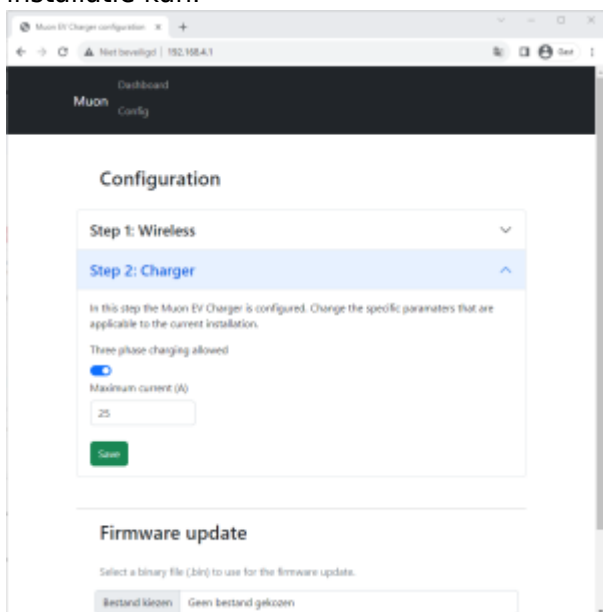 installatie kan.
Muon EV Charger configuration
Niet beveiligd | 192.168.4.1
Gast
Muon
Dashboard
Config
Configuration
Step 1: Wireless
Step 2: Charger
In this step the Muon EV Charger is configured. Change the specific paramaters that are
applicable to the current installation.
Three phase charging allowed
Maximum current (A)
25
Save
Firmware update
Select a binary file (.bin) to use for the firmware update.
Bestand kiezen Geen bestand gekozen